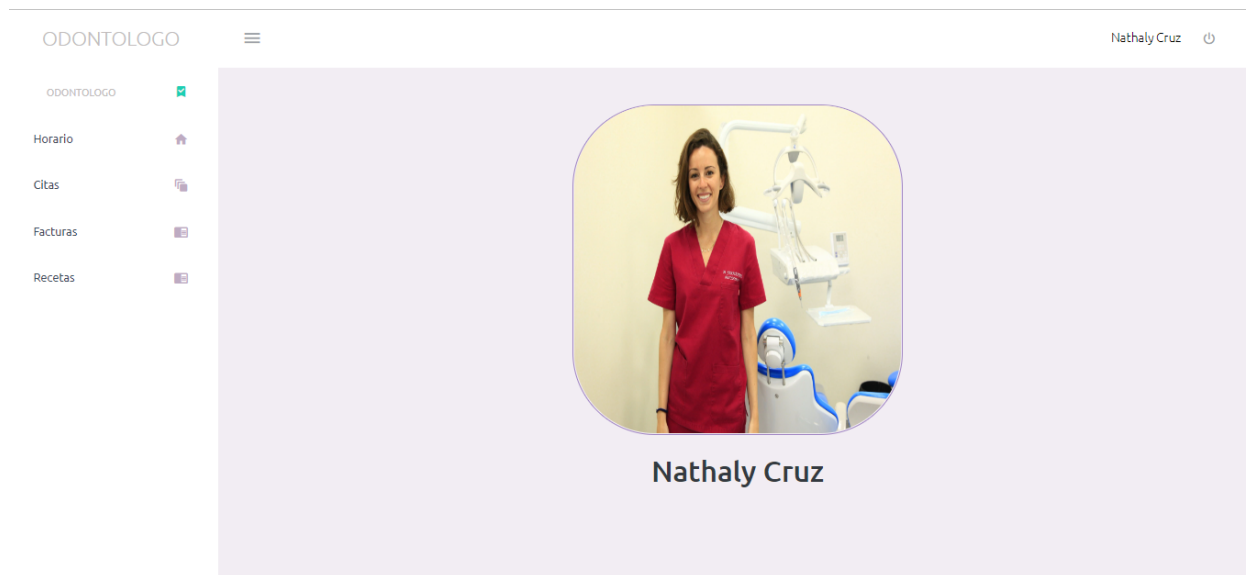 ODONTOLOGO
Nathaly Cruz
ODONTOLOGO
Horario
Citas
Facturas
Recetas
Nathaly Cruz